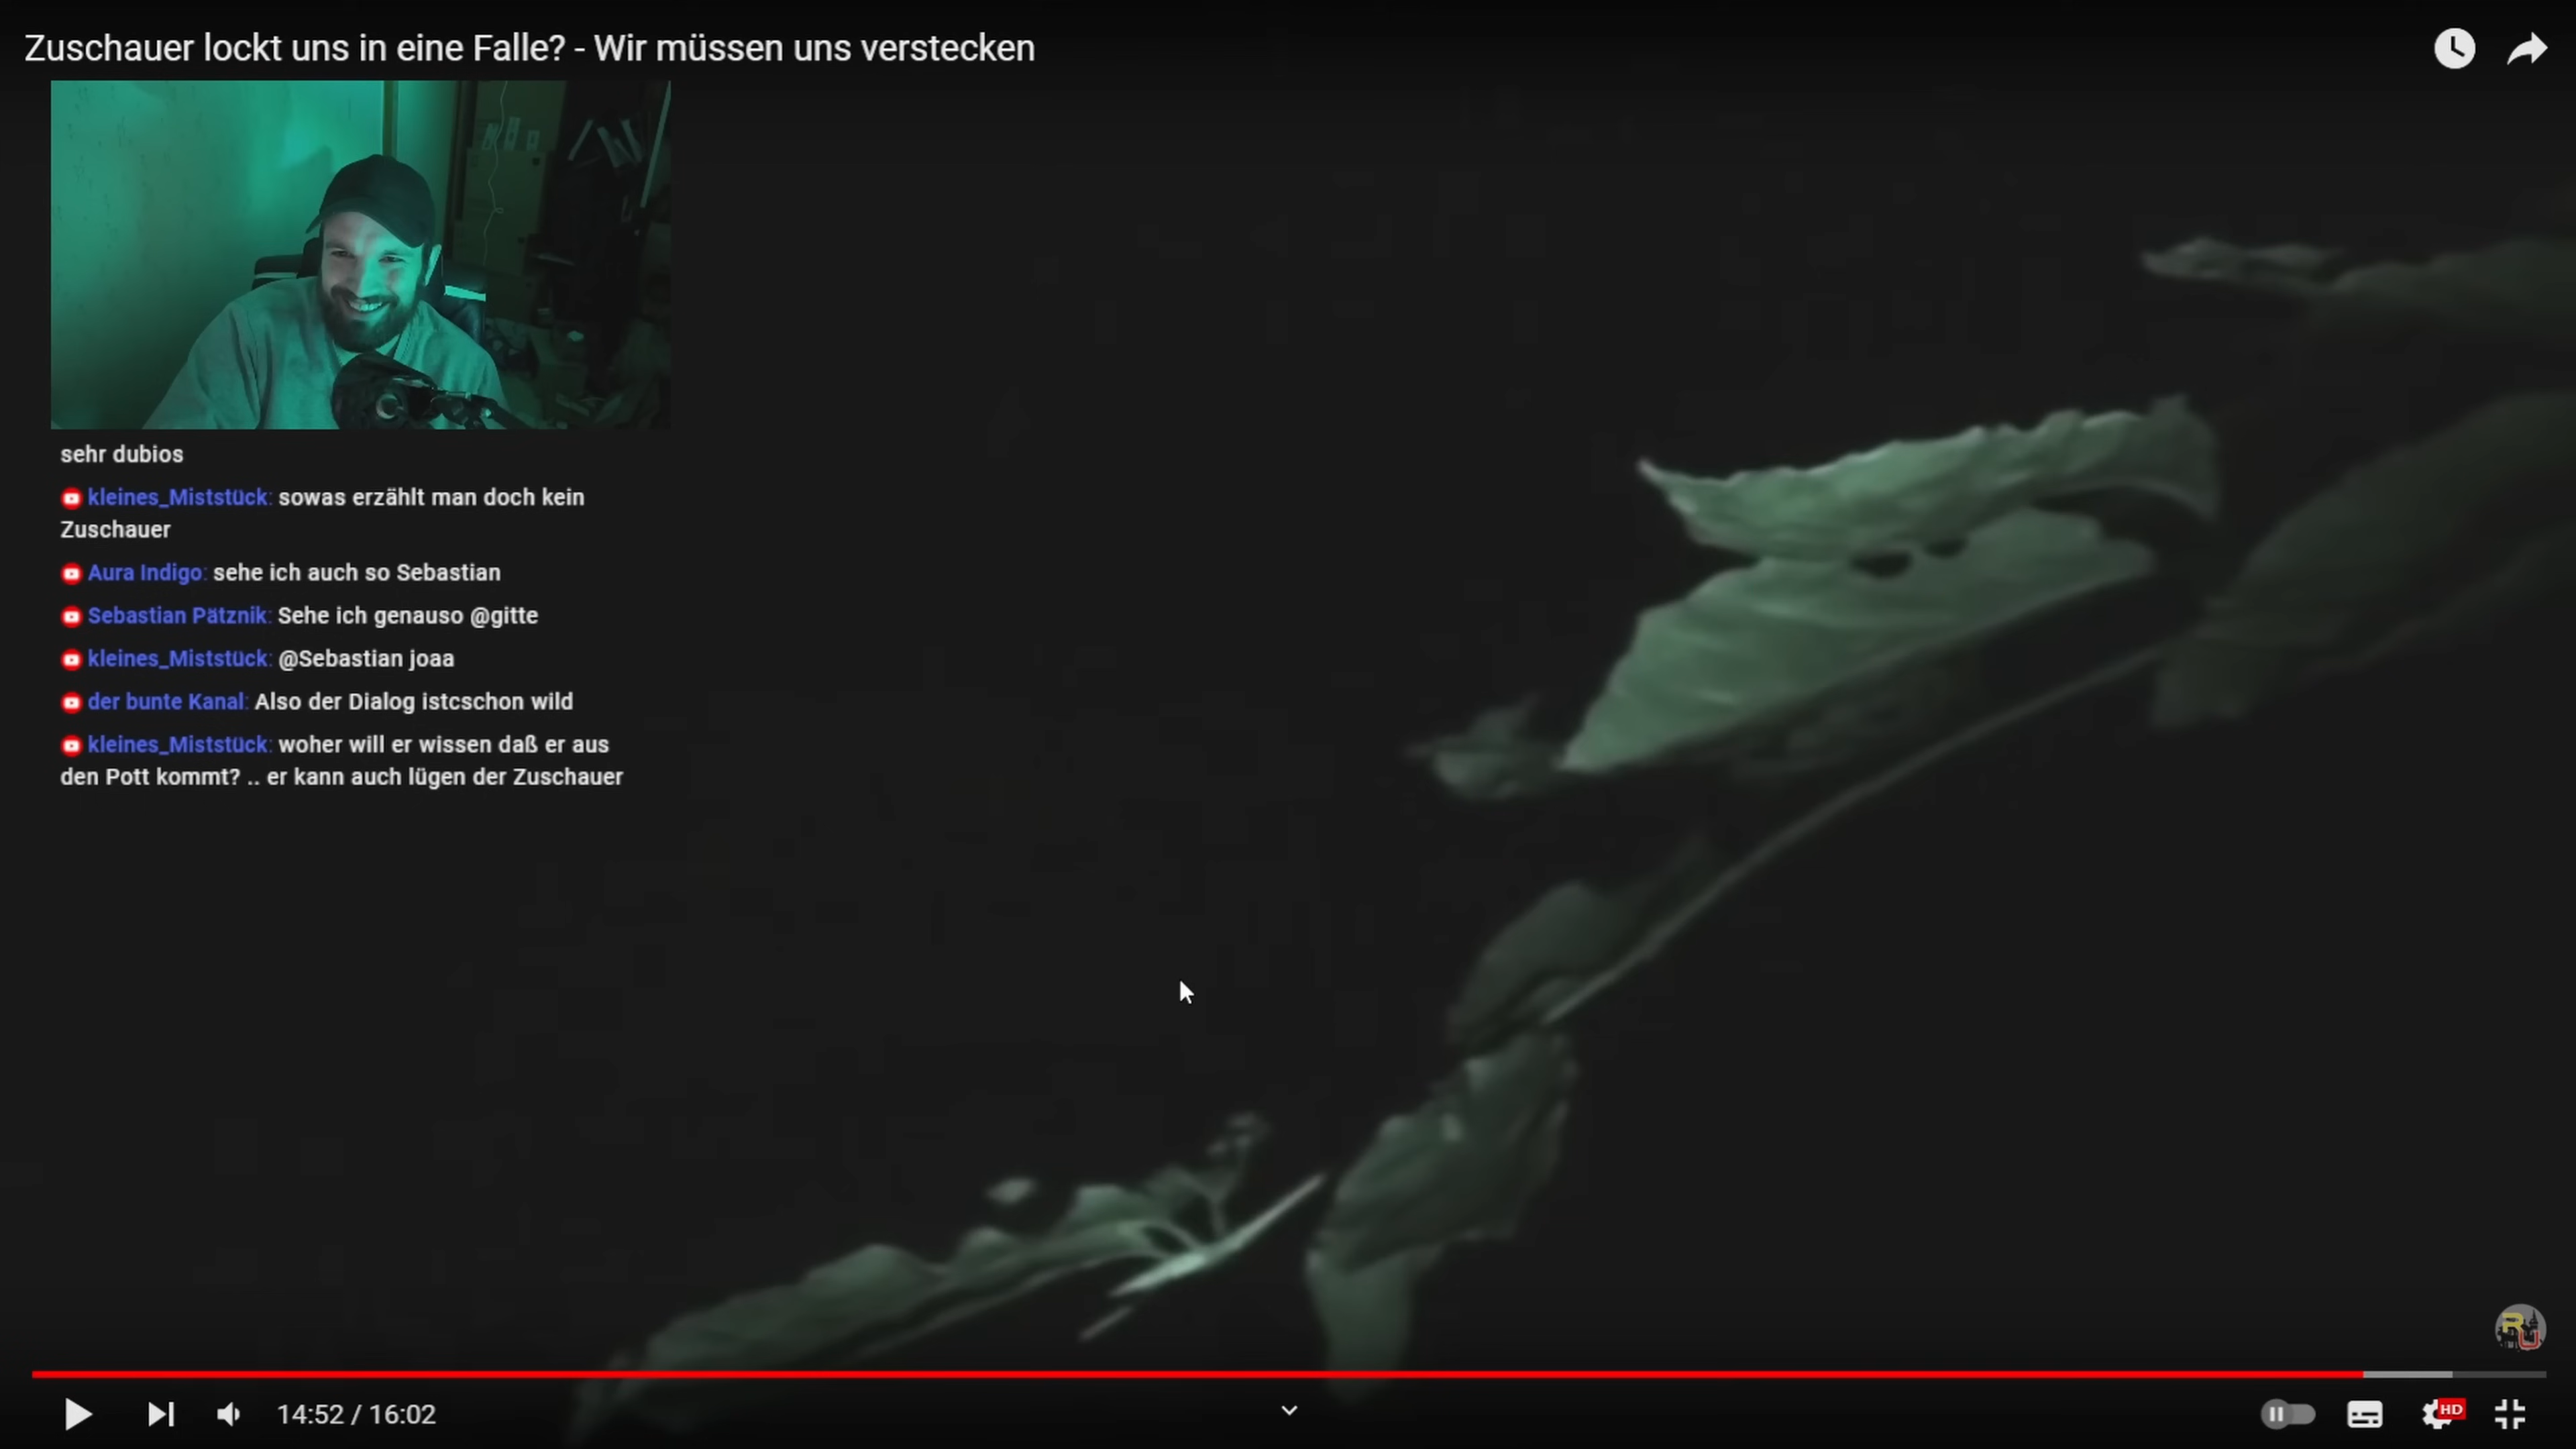 Zuschauer lockt uns in eine Falle? - Wir müssen uns verstecken
sehr dubios
kleines_Miststück: sowas erzählt man doch kein
Zuschauer
Aura Indigo: sehe ich auch so Sebastian
Sebastian Pätznik: Sehe ich genauso @gitte
kleines_Miststück: @Sebastian joaa
der bunte Kanal: Also der Dialog istcschon wild
kleines_Miststück: woher will er wissen daß er aus
den Pott kommt? .. er kann auch lügen der Zuschauer
RU
14:52 / 16:02
HD